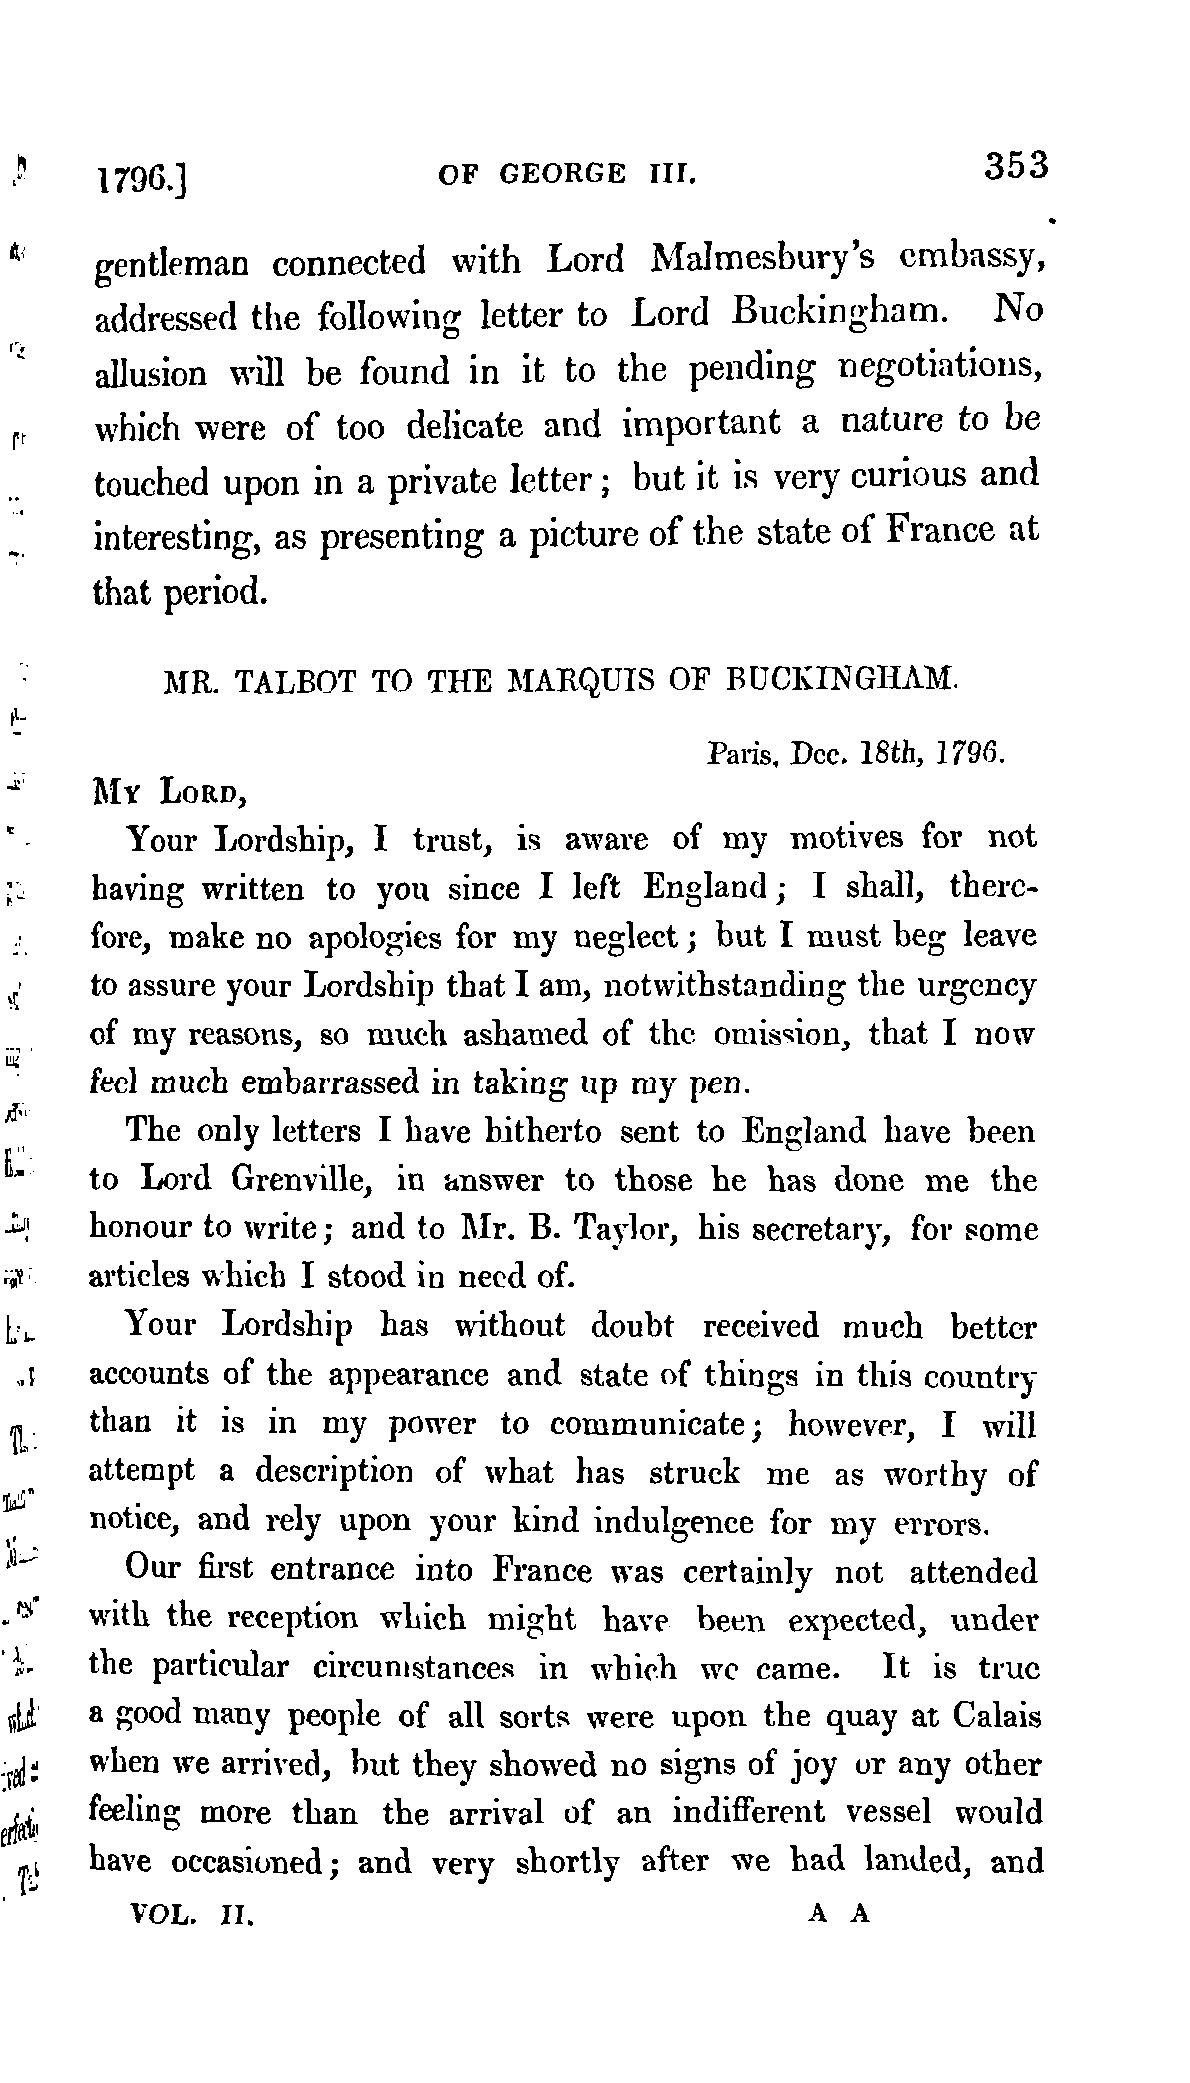 1796.] OF GEORGE III. 353
gentleman connected with Lord Malmesbury's embassy,
addressed the following letter to Lord Buckingham. No
allusion will be found in it to the pending negotiations,
which were of too delicate and important a nature to be
touched upon in a private letter; but it is very curious and
interesting, as presenting a picture of the state of France at
that period.
MR. TALBOT TO THE MARQUIS OF BUCKINGHAM.
Paris, Dec. 18th, 1796.
MY LORD,
Your Lordship, I trust, is aware of my motives for not
having written to you since I left England; I shall, there-
fore, make no apologies for my neglect; but I must beg leave
to assure your Lordship that I am, notwithstanding the urgency
of my reasons, so much ashamed of the omission, that I now
feel much embarrassed in taking up my pen.
The only letters I have hitherto sent to England have been
to Lord Grenville, in answer to those he has done me the
honour to write; and to Mr. B. Taylor, his secretary, for some
articles which I stood in need of.
Your Lordship has without doubt received much better
accounts of the appearance and state of things in this country
than it is in my power to communicate; however, I will
attempt a description of what has struck me as worthy of
notice, and rely upon your kind indulgence for my errors.
Our first entrance into France was certainly not attended
with the reception which might have been expected, under
the particular circumstances in which we came. It is true
a good many people of all sorts were upon the quay at Calais
when we arrived, but they showed no signs of joy or any other
feeling more than the arrival of an indifferent vessel would
have occasioned; and very shortly after we had landed, and
VOL. II. A A